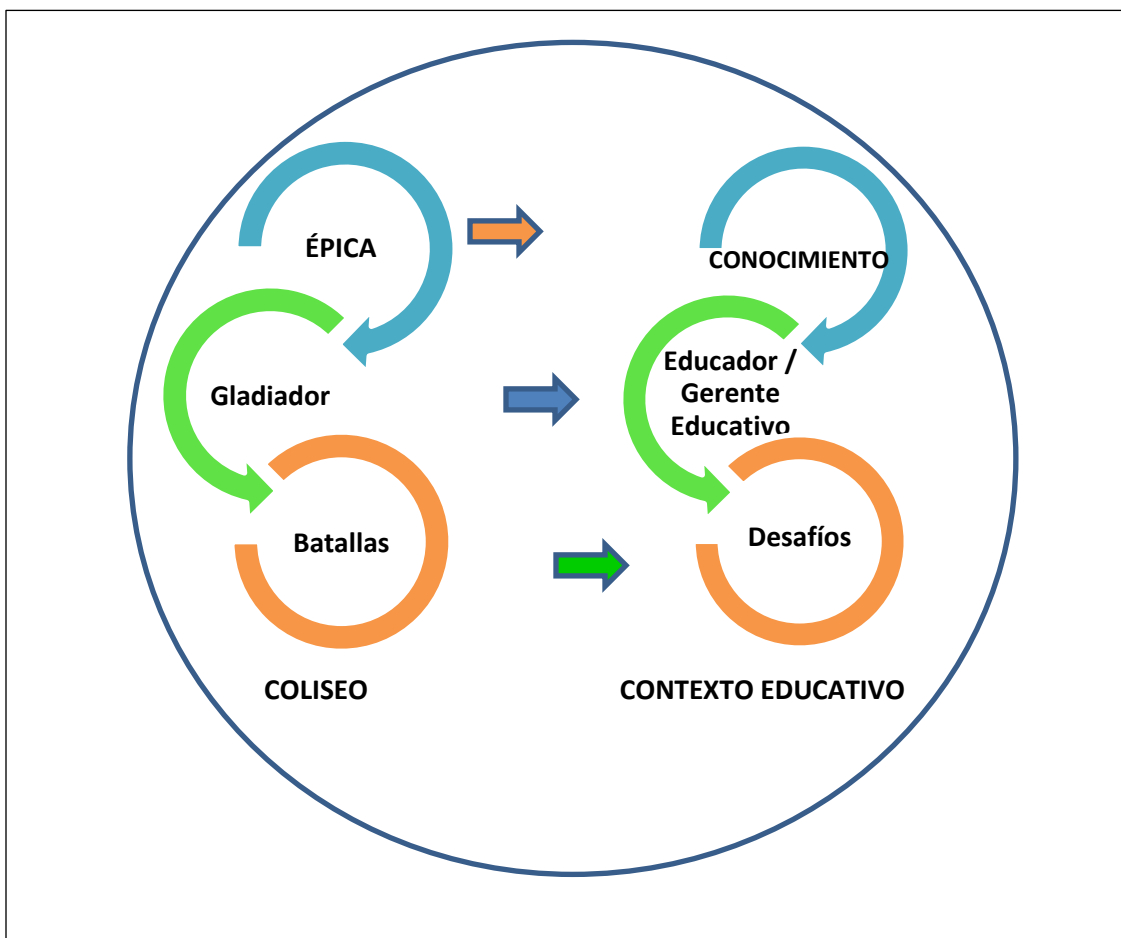 ÉPICA
CONOCIMIENTO
Gladiador
Educador /
Gerente
Educativo
Batallas
Desafíos
COLISEO
CONTEXTO EDUCATIVO